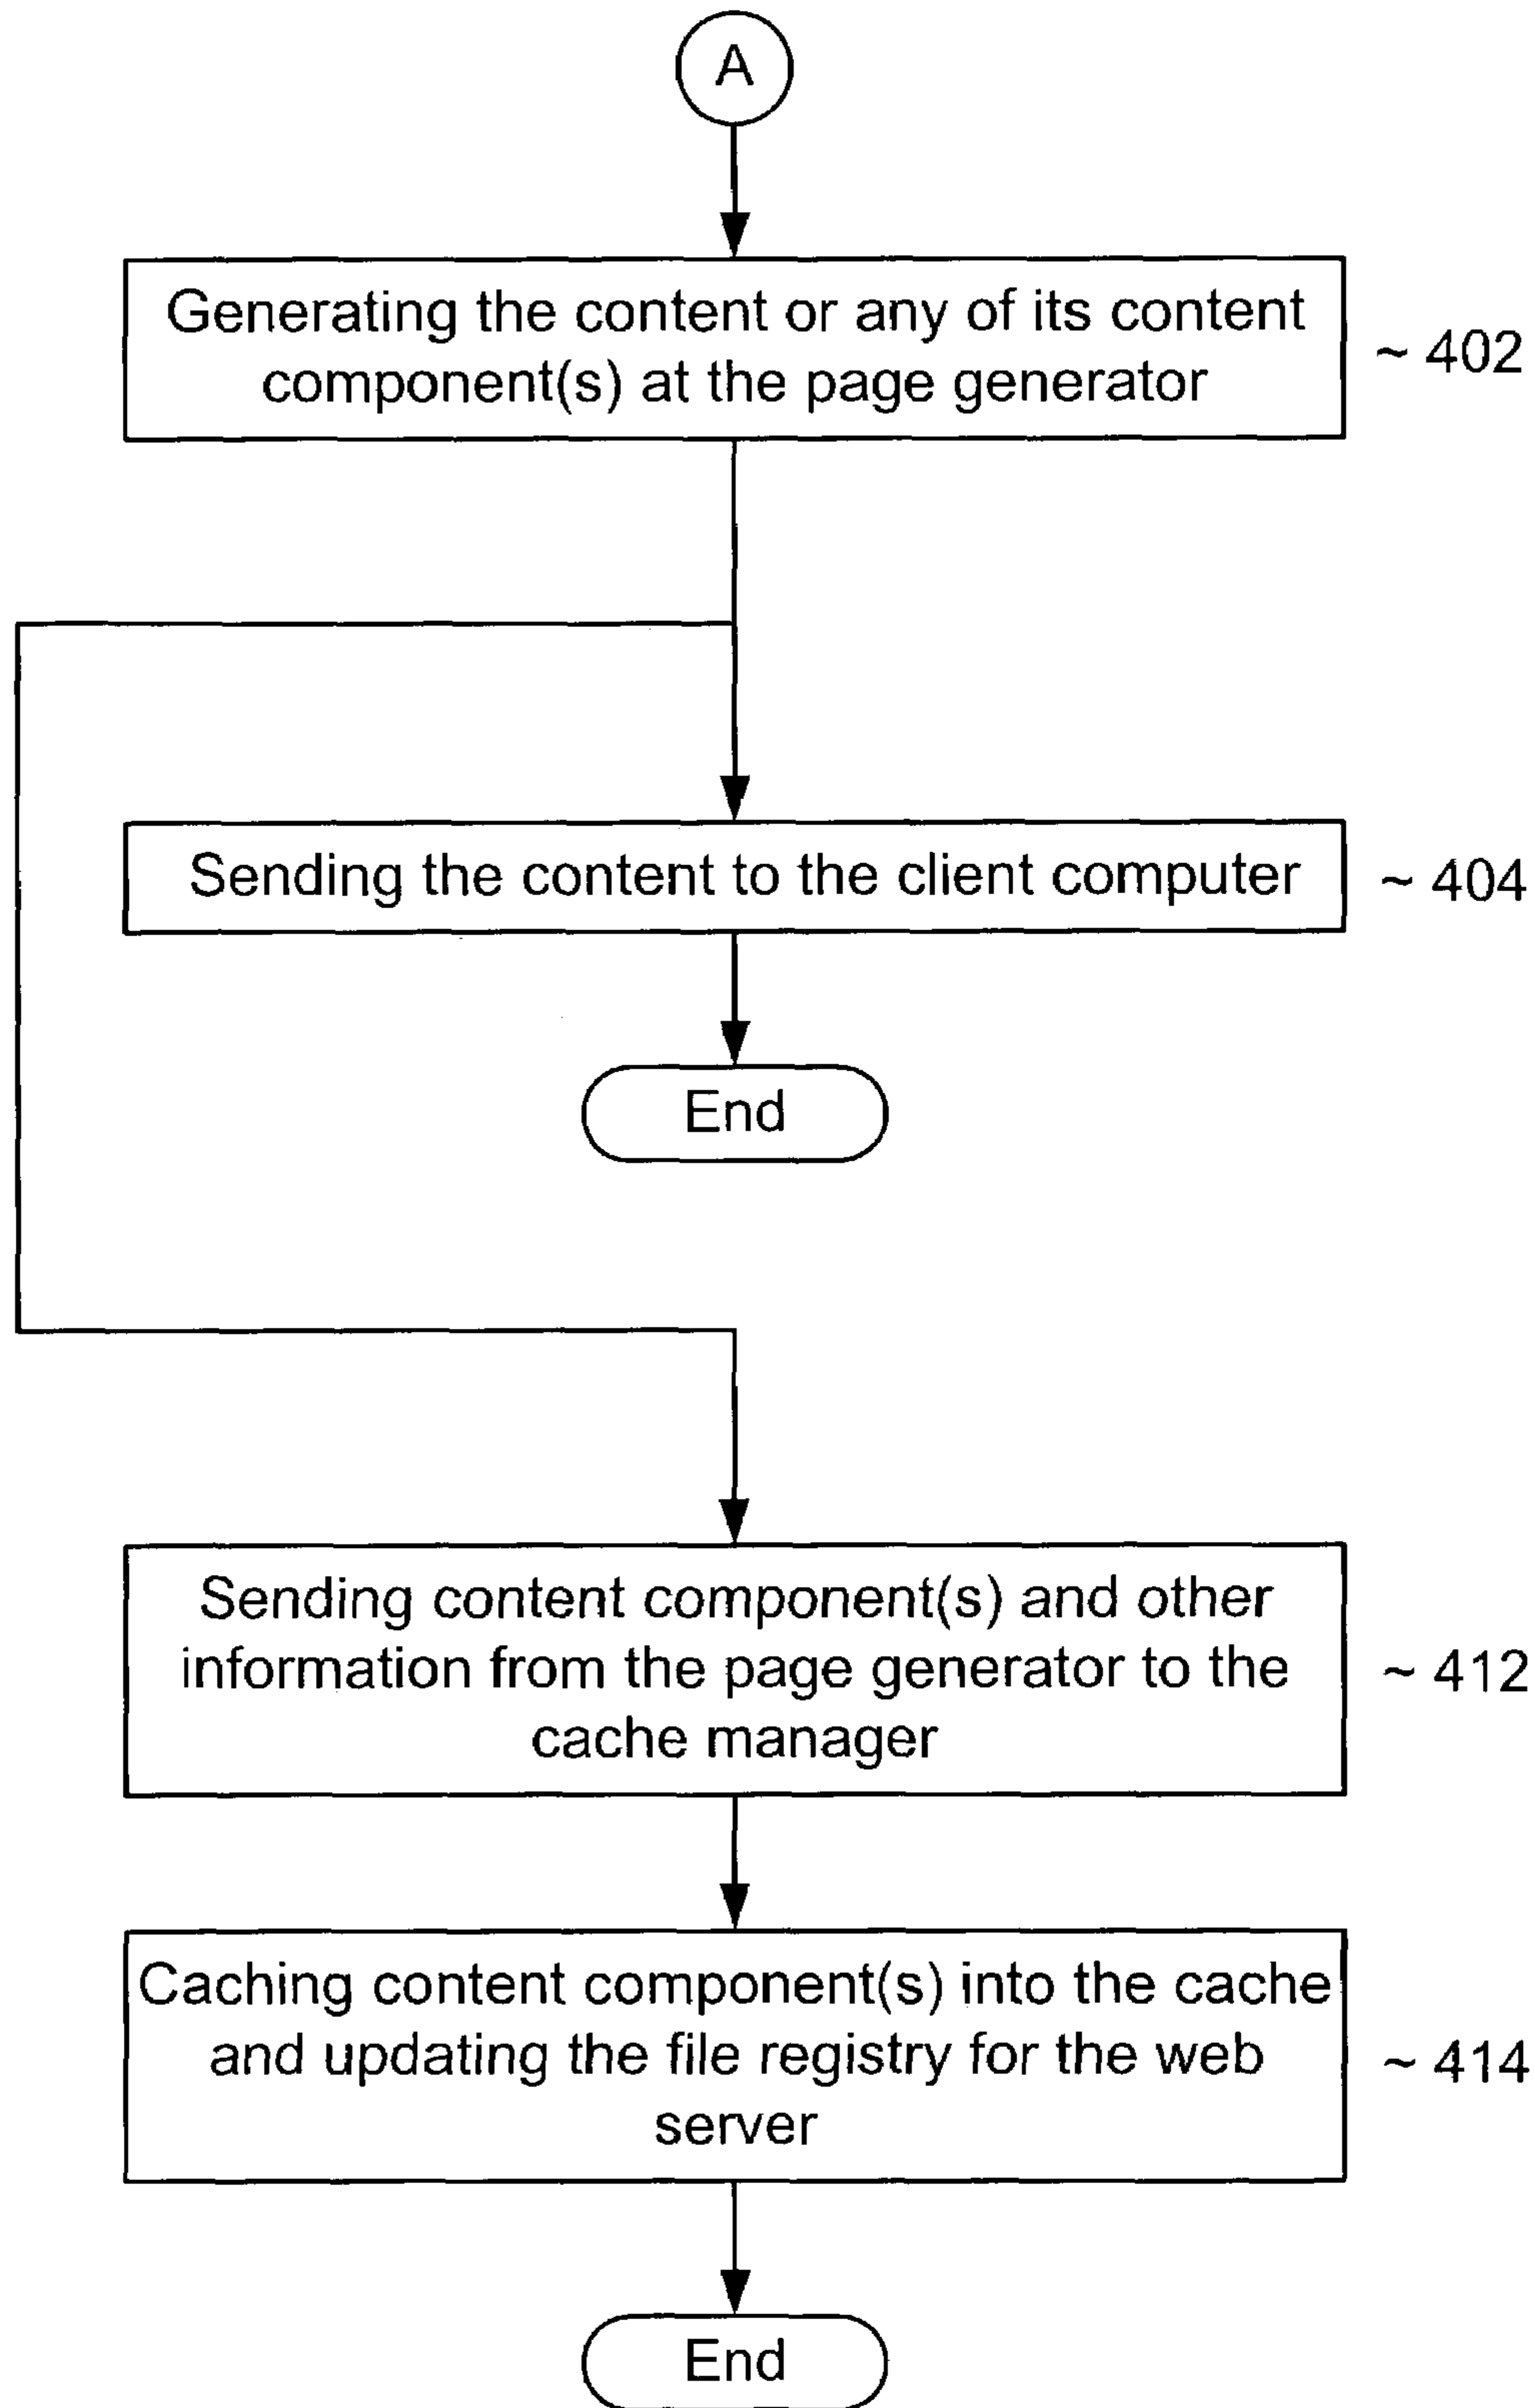 A
Generating the content or any of its content
component(s) at the page generator
~ 402
Sending the content to the client computer
~ 404
End
Sending content component(s) and other
information from the page generator to the
cache manager
~ 412
Caching content component(s) into the cache
and updating the file registry for the web
server
~ 414
End